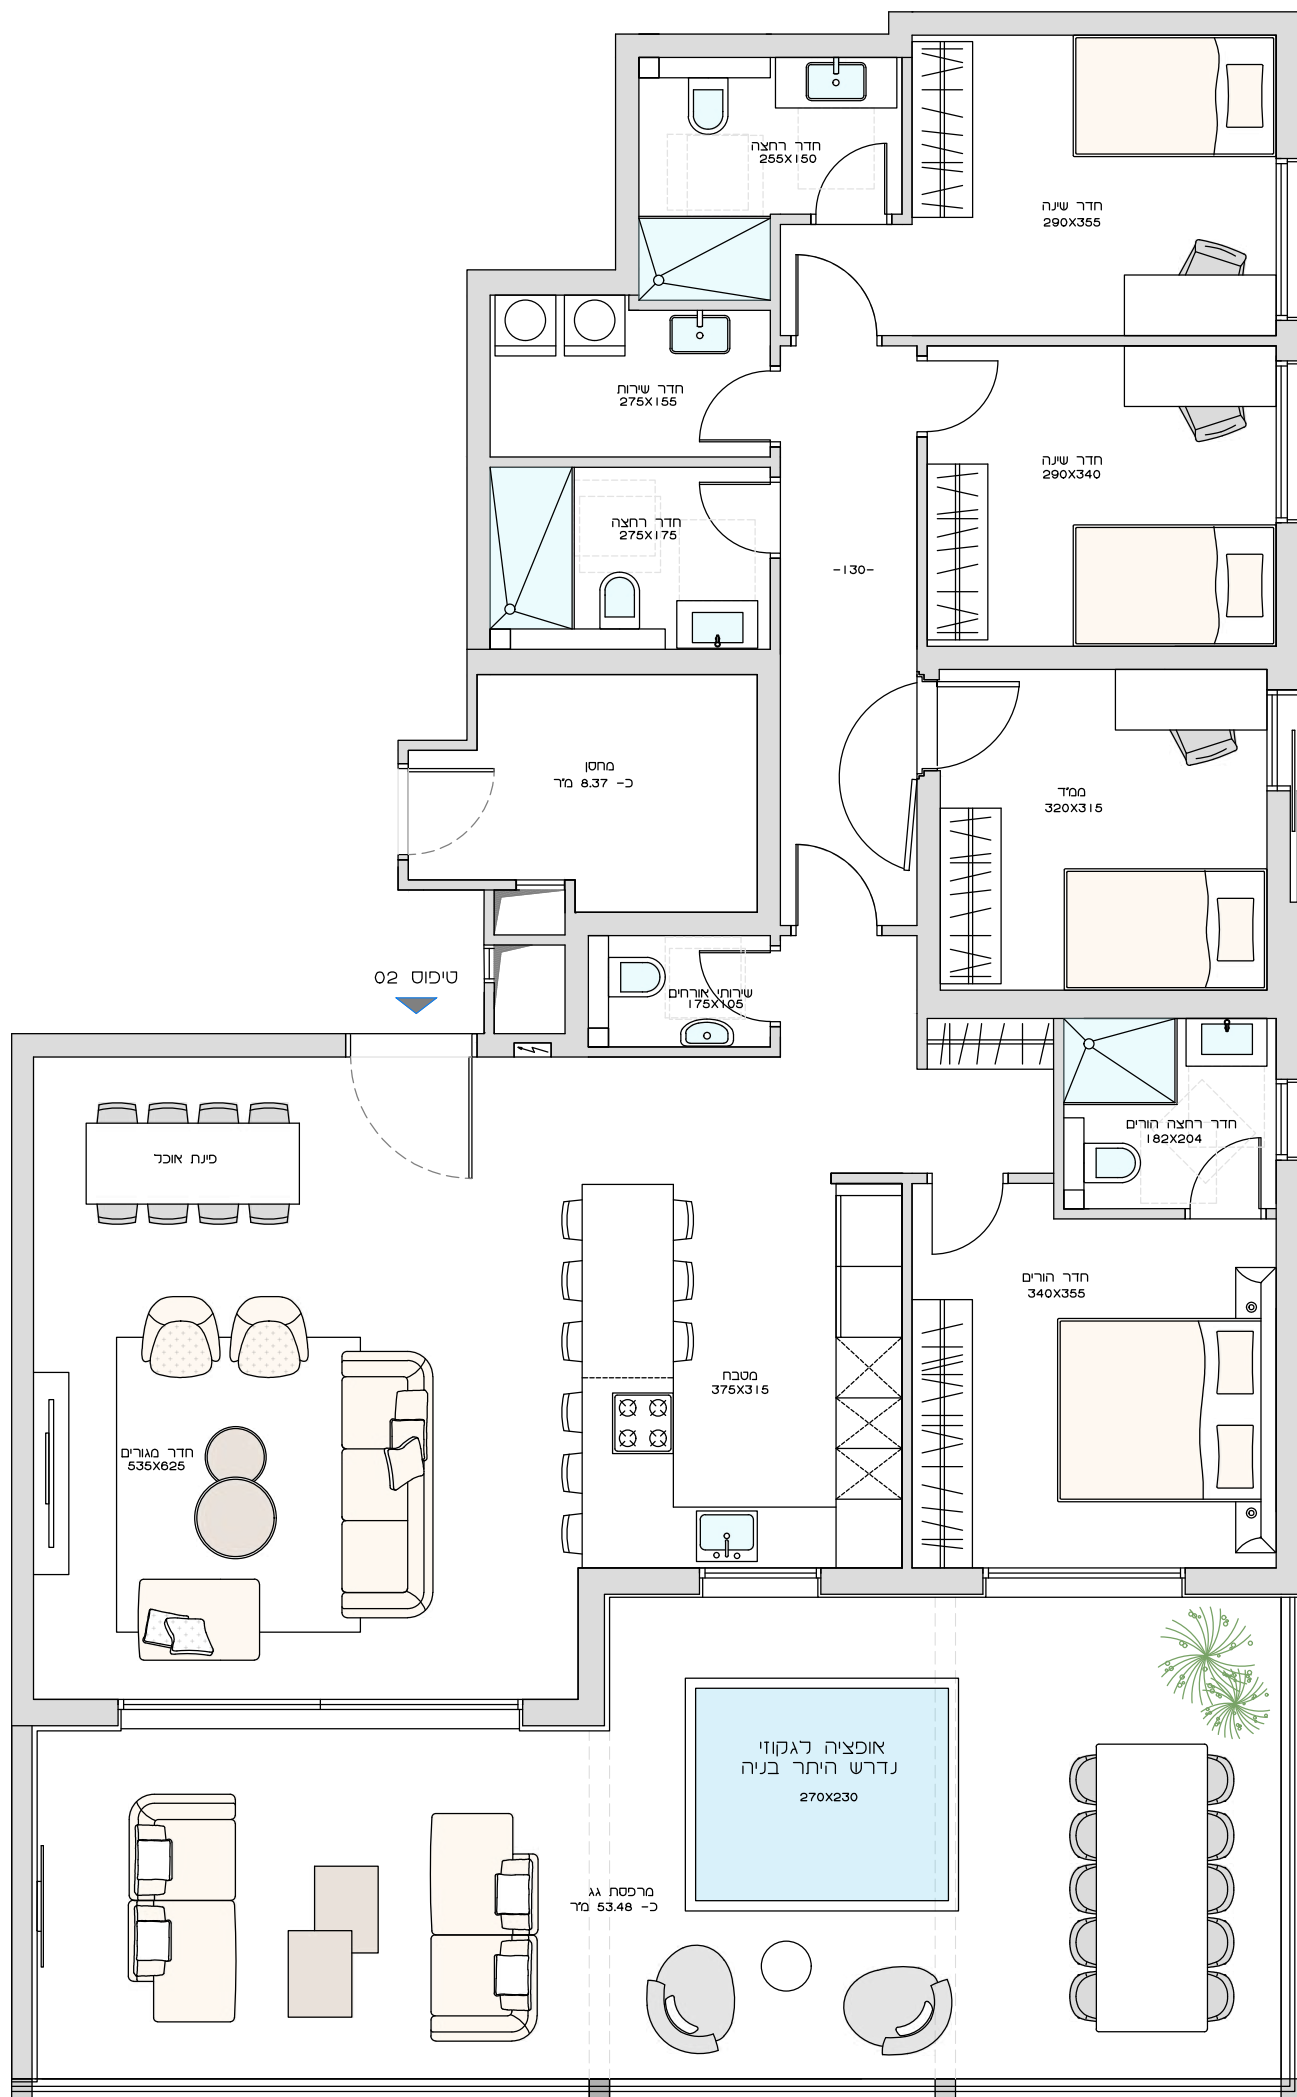 חדר רחצה
255X150
חדר שינה
290X355
חדר שירות
275X155
חדר שינה
290X340
חדר רחצה
275X175
-130-
מחסן
כ- 8.37 מ"ר
ממ"ד
320X315
טיפוס 02
שירותי אורחים
175X105
חדר רחצה הורים
182X204
פינת אוכל
חדר הורים
340X355
מטבח
375X315
חדר מגורים
535X625
אופציה לגקוזי
נדרש היתר בניה
270X230
מרפסת גג
כ- 53.48 מ"ר